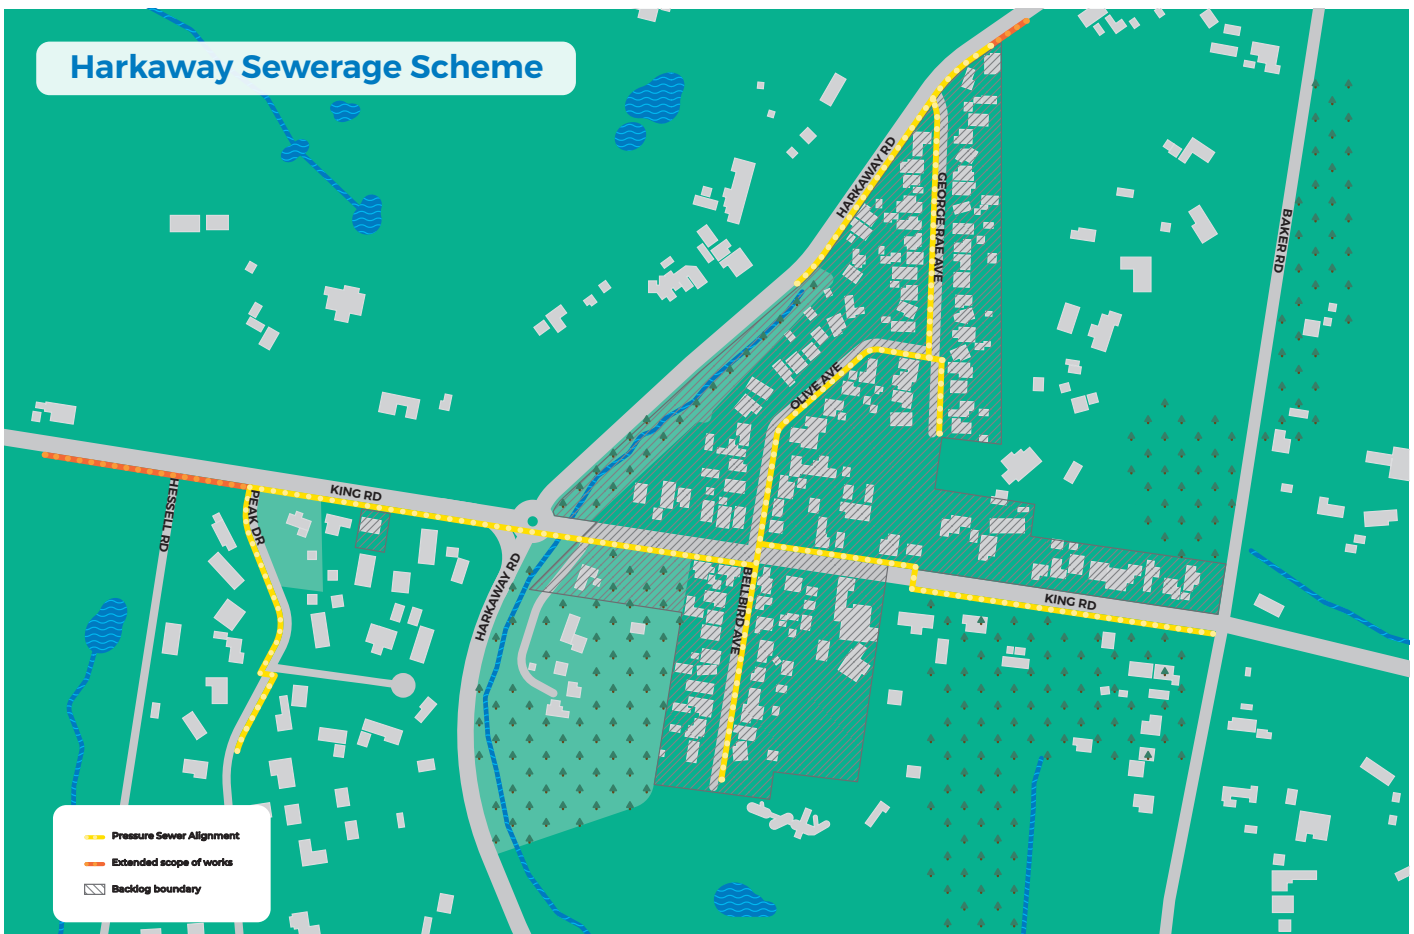 Harkaway Sewerage Scheme
HARKAWAY RD
GEORGE RAE AVE
BAKER RD
OLIVE AVE
KING RD
HESSELL RD
PEAK DR
HARKAWAY RD
BELLBIRD AVE
KING RD
Pressure Sewer Alignment
Extended scope of works
Backlog boundary